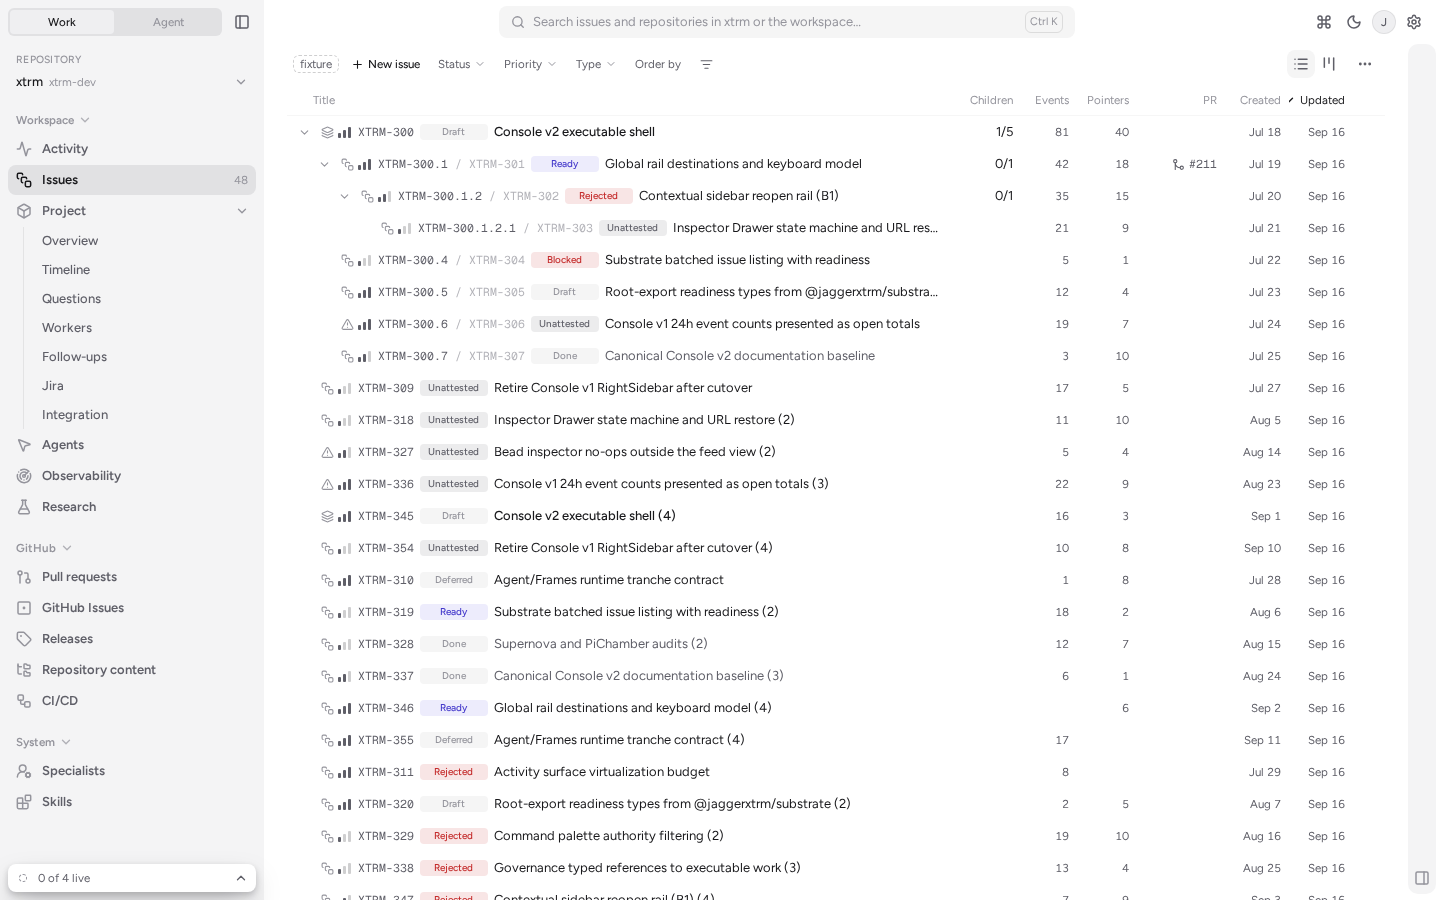 Work Agent
Search issues and repositories in xtrm or the workspace... Ctrl K J
REPOSITORY
xtrm xtrm-dev
Workspace
Activity
Issues 48
Project
Overview
Timeline
Questions
Workers
Follow-ups
Jira
Integration
Agents
Observability
Research
GitHub
Pull requests
GitHub Issues
Releases
Repository content
CI/CD
System
Specialists
Skills
0 of 4 live
fixture New issue Status Priority Type Order by
Title Children Events Pointers PR Created Updated
XTRM-300 Draft Console v2 executable shell 1/5 81 40 Jul 18 Sep 16
XTRM-300.1 / XTRM-301 Ready Global rail destinations and keyboard model 0/1 42 18 #211 Jul 19 Sep 16
XTRM-300.1.2 / XTRM-302 Rejected Contextual sidebar reopen rail (B1) 0/1 35 15 Jul 20 Sep 16
XTRM-300.1.2.1 / XTRM-303 Unattested Inspector Drawer state machine and URL res... 21 9 Jul 21 Sep 16
XTRM-300.4 / XTRM-304 Blocked Substrate batched issue listing with readiness 5 1 Jul 22 Sep 16
XTRM-300.5 / XTRM-305 Draft Root-export readiness types from @jaggerxtrm/substra... 12 4 Jul 23 Sep 16
XTRM-300.6 / XTRM-306 Unattested Console v1 24h event counts presented as open totals 19 7 Jul 24 Sep 16
XTRM-300.7 / XTRM-307 Done Canonical Console v2 documentation baseline 3 10 Jul 25 Sep 16
XTRM-309 Unattested Retire Console v1 RightSidebar after cutover 17 5 Jul 27 Sep 16
XTRM-318 Unattested Inspector Drawer state machine and URL restore (2) 11 10 Aug 5 Sep 16
XTRM-327 Unattested Bead inspector no-ops outside the feed view (2) 5 4 Aug 14 Sep 16
XTRM-336 Unattested Console v1 24h event counts presented as open totals (3) 22 9 Aug 23 Sep 16
XTRM-345 Draft Console v2 executable shell (4) 16 3 Sep 1 Sep 16
XTRM-354 Unattested Retire Console v1 RightSidebar after cutover (4) 10 8 Sep 10 Sep 16
XTRM-310 Deferred Agent/Frames runtime tranche contract 1 8 Jul 28 Sep 16
XTRM-319 Ready Substrate batched issue listing with readiness (2) 18 2 Aug 6 Sep 16
XTRM-328 Done Supernova and PiChamber audits (2) 12 7 Aug 15 Sep 16
XTRM-337 Done Canonical Console v2 documentation baseline (3) 6 1 Aug 24 Sep 16
XTRM-346 Ready Global rail destinations and keyboard model (4) 6 Sep 2 Sep 16
XTRM-355 Deferred Agent/Frames runtime tranche contract (4) 17 Sep 11 Sep 16
XTRM-311 Rejected Activity surface virtualization budget 8 Jul 29 Sep 16
XTRM-320 Draft Root-export readiness types from @jaggerxtrm/substrate (2) 2 5 Aug 7 Sep 16
XTRM-329 Rejected Command palette authority filtering (2) 19 10 Aug 16 Sep 16
XTRM-338 Rejected Governance typed references to executable work (3) 13 4 Aug 25 Sep 16
XTRM-347 Rejected Contextual sidebar reopen rail (B1) (4) 7 9 Sep 3 Sep 16